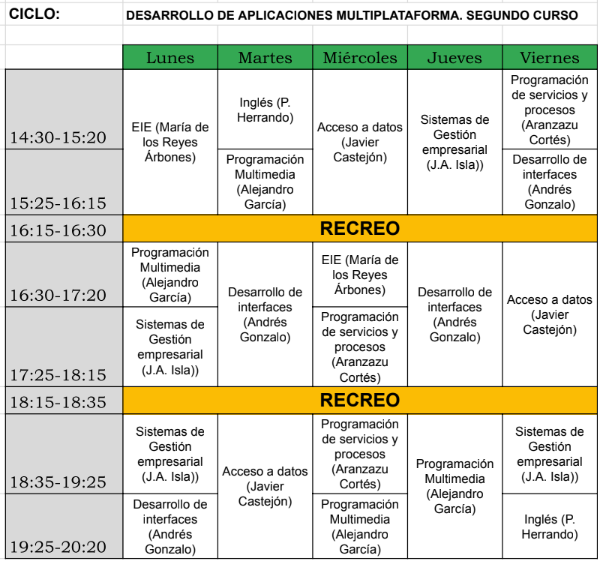 CICLO:
DESARROLLO DE APLICACIONES MULTIPLATAFORMA. SEGUNDO CURSO
Lunes
Martes
Miércoles
Jueves
Viernes
14:30-15:20
EIE (María de
los Reyes
Árbones)
Inglés (P.
Herrando)
Acceso a datos
(Javier
Castejón)
Sistemas de
Gestión
empresarial
(J.A. Isla))
Programación
de servicios y
procesos
(Aranzazu
Cortés)
15:25-16:15
Programación
Multimedia
(Alejandro
García)
Desarrollo de
interfaces
(Andrés
Gonzalo)
16:15-16:30
RECREO
16:30-17:20
Programación
Multimedia
(Alejandro
García)
Desarrollo de
interfaces
(Andrés
Gonzalo)
EIE (María de
los Reyes
Árbones)
Desarrollo de
interfaces
(Andrés
Gonzalo)
Acceso a datos
(Javier
Castejón)
17:25-18:15
Sistemas de
Gestión
empresarial
(J.A. Isla))
Programación
de servicios y
procesos
(Aranzazu
Cortés)
18:15-18:35
RECREO
18:35-19:25
Sistemas de
Gestión
empresarial
(J.A. Isla))
Acceso a datos
(Javier
Castejón)
Programación
de servicios y
procesos
(Aranzazu
Cortés)
Programación
Multimedia
(Alejandro
García)
Sistemas de
Gestión
empresarial
(J.A. Isla))
19:25-20:20
Desarrollo de
interfaces
(Andrés
Gonzalo)
Programación
Multimedia
(Alejandro
García)
Inglés (P.
Herrando)